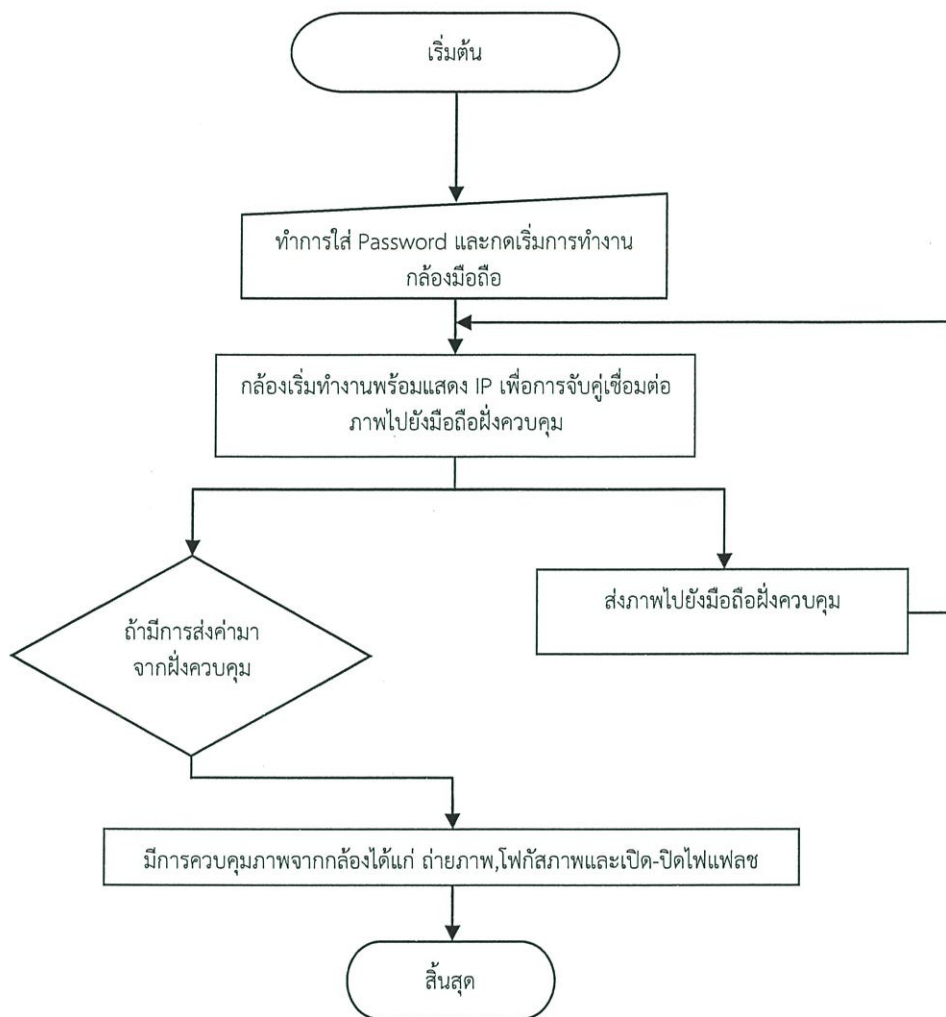 เริ่มต้น
ทำการใส่ Password และกดเริ่มการทำงาน
กล้องมือถือ
กล้องเริ่มทำงานพร้อมแสดง IP เพื่อการจับคู่เชื่อมต่อ
ภาพไปยังมือถือฝั่งควบคุม
ถ้ามีการส่งค่ามา
จากฝั่งควบคุม
ส่งภาพไปยังมือถือฝั่งควบคุม
มีการควบคุมภาพจากกล้องได้แก่ ถ่ายภาพ,โฟกัสภาพและเปิด-ปิดไฟแฟลช
สิ้นสุด